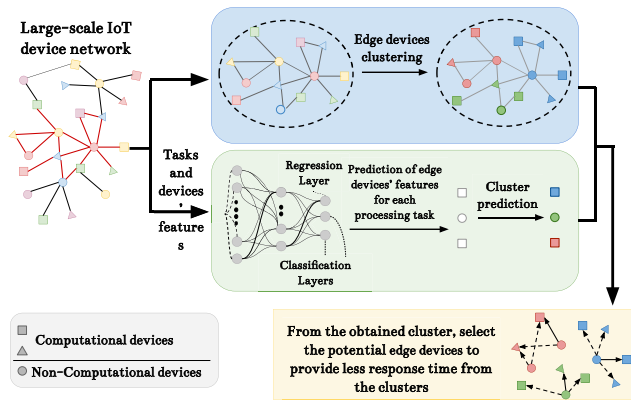 Large-scale IoT
device network
Edge devices
clustering
Tasks
and
devices
'
feature
s
Regression
Layer
Classification
Layers
Prediction of edge
devices' features
for each
processing task
Cluster
prediction
Computational devices
Non-Computational devices
From the obtained cluster, select
the potential edge devices to
provide less response time from
the clusters